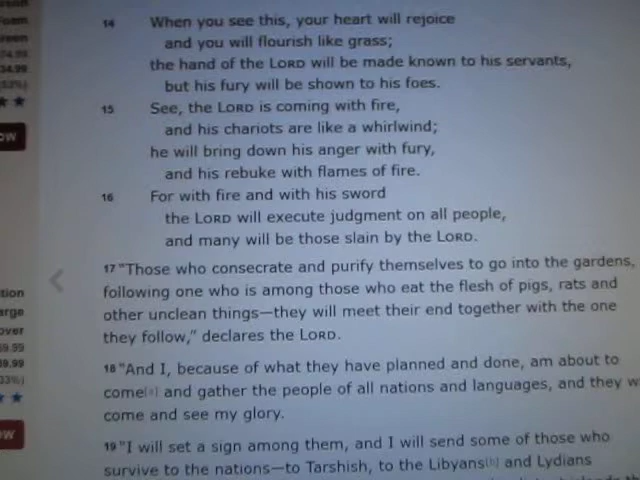 14 When you see this, your heart will rejoice
and you will flourish like grass;
the hand of the LORD will be made known to his servants,
but his fury will be shown to his foes.
15 See, the LORD is coming with fire,
and his chariots are like a whirlwind;
he will bring down his anger with fury,
and his rebuke with flames of fire.
16 For with fire and with his sword
the LORD will execute judgment on all people,
and many will be those slain by the LORD.
17 "Those who consecrate and purify themselves to go into the gardens,
following one who is among those who eat the flesh of pigs, rats and
other unclean things—they will meet their end together with the one
they follow," declares the LORD.
18 "And I, because of what they have planned and done, am about to
come[a] and gather the people of all nations and languages, and they w
come and see my glory.
19 "I will set a sign among them, and I will send some of those who
survive to the nations—to Tarshish, to the Libyans[b] and Lydians